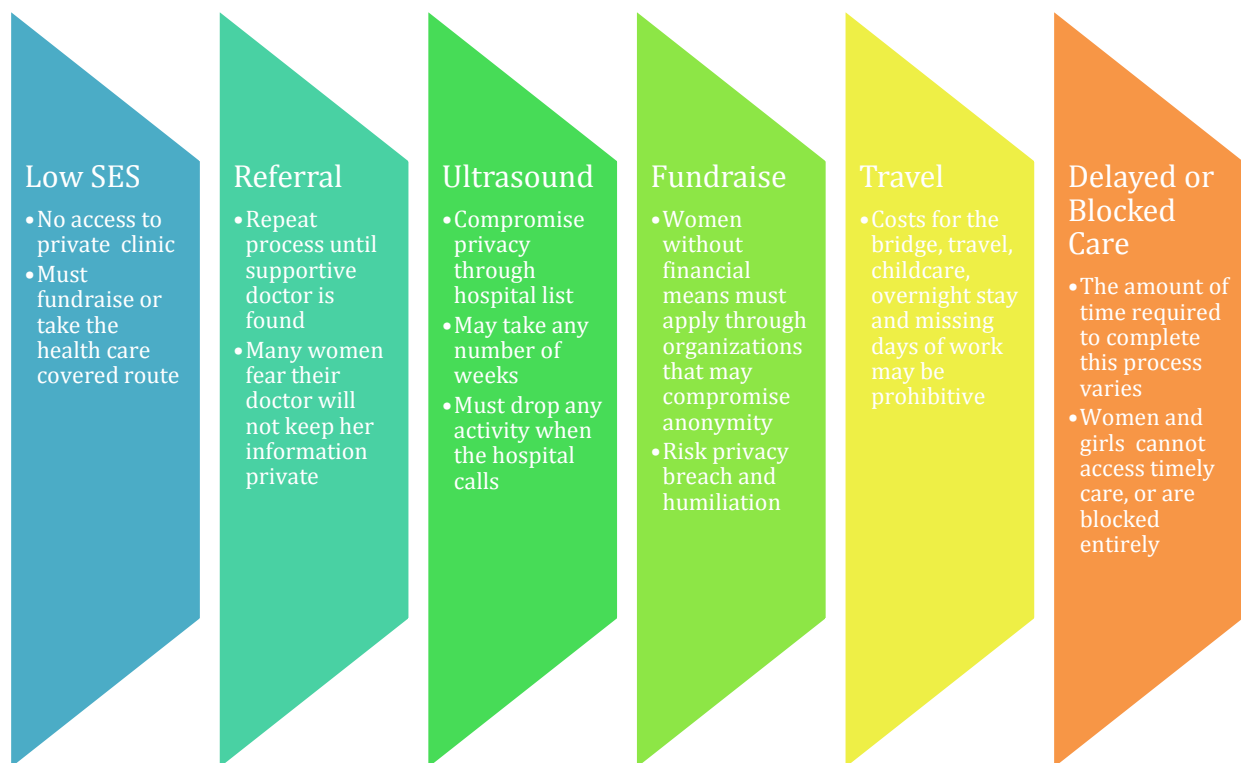 Low SES
•No access to
private clinic
•Must
fundraise or
take the
health care
covered route
Referral
•Repeat
process until
supportive
doctor is
found
•Many women
fear their
doctor will
not keep her
information
private
Ultrasound
•Compromise
privacy
through
hospital list
•May take any
number of
weeks
•Must drop any
activity when
the hospital
calls
Fundraise
•Women
without
financial
means must
apply through
organizations
that may
compromise
anonymity
•Risk privacy
breach and
humiliation
Travel
•Costs for the
bridge, travel,
childcare,
overnight stay
and missing
days of work
may be
prohibitive
Delayed or
Blocked
Care
•The amount of
time required
to complete
this process
varies
•Women and
girls cannot
access timely
care, or are
blocked
entirely